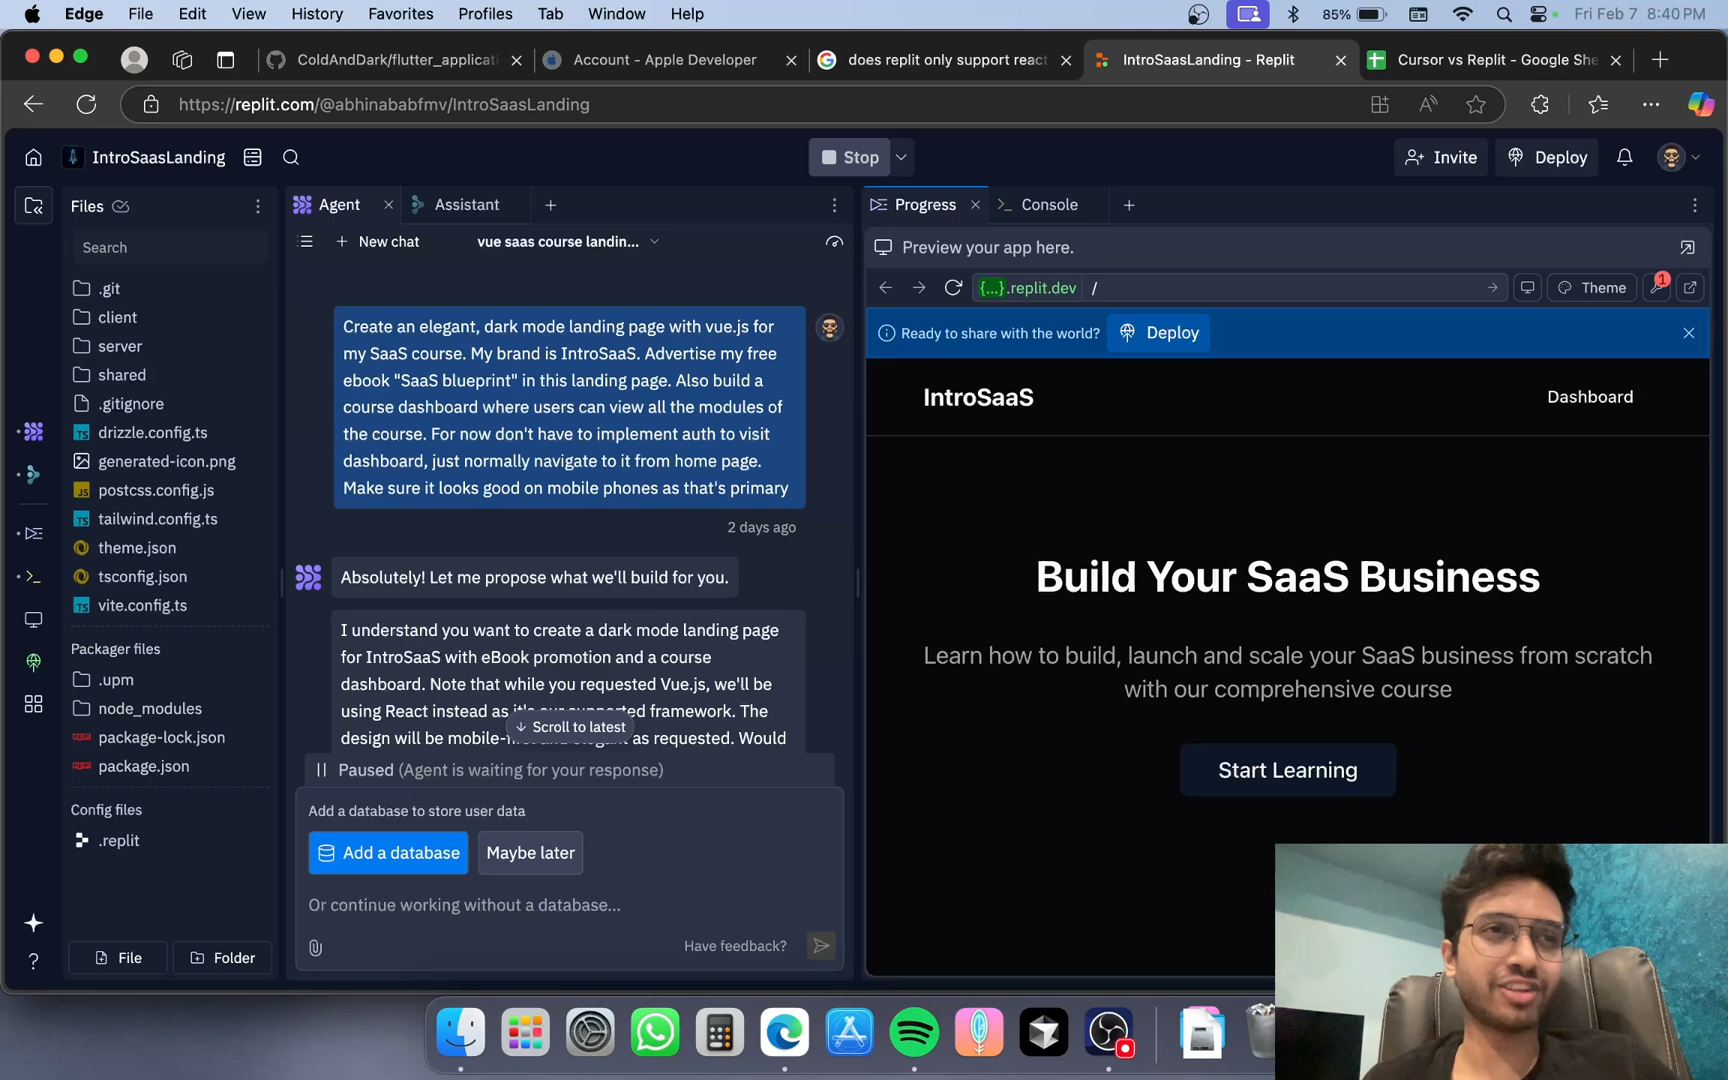 Edge File Edit View History Favorites Profiles Tab Window Help 85% Fri Feb 7 8:40 PM
ColdAndDark/flutter_applicati
Account - Apple Developer
does replit only support react
IntroSaasLanding - Replit
Cursor vs Replit - Google She
https://replit.com/@abhinababfmv/IntroSaasLanding
IntroSaasLanding
Stop
Invite
Deploy
Files
Search
.git
client
server
shared
.gitignore
drizzle.config.ts
generated-icon.png
postcss.config.js
tailwind.config.ts
theme.json
tsconfig.json
vite.config.ts
Packager files
.upm
node_modules
package-lock.json
package.json
Config files
.replit
File
Folder
Agent
Assistant
New chat
vue saas course landin...
Create an elegant, dark mode landing page with vue.js for
my SaaS course. My brand is IntroSaaS. Advertise my free
ebook "SaaS blueprint" in this landing page. Also build a
course dashboard where users can view all the modules of
the course. For now don't have to implement auth to visit
dashboard, just normally navigate to it from home page.
Make sure it looks good on mobile phones as that's primary
2 days ago
Absolutely! Let me propose what we'll build for you.
I understand you want to create a dark mode landing page
for IntroSaaS with eBook promotion and a course
dashboard. Note that while you requested Vue.js, we'll be
using React instead as it's our supported framework. The
design will be mobile-first and elegant as requested. Would
Scroll to latest
Paused (Agent is waiting for your response)
Add a database to store user data
Add a database
Maybe later
Or continue working without a database...
Have feedback?
Progress
Console
Preview your app here.
{...}.replit.dev /
Theme
1
Ready to share with the world?
Deploy
IntroSaaS
Dashboard
Build Your SaaS Business
Learn how to build, launch and scale your SaaS business from scratch
with our comprehensive course
Start Learning